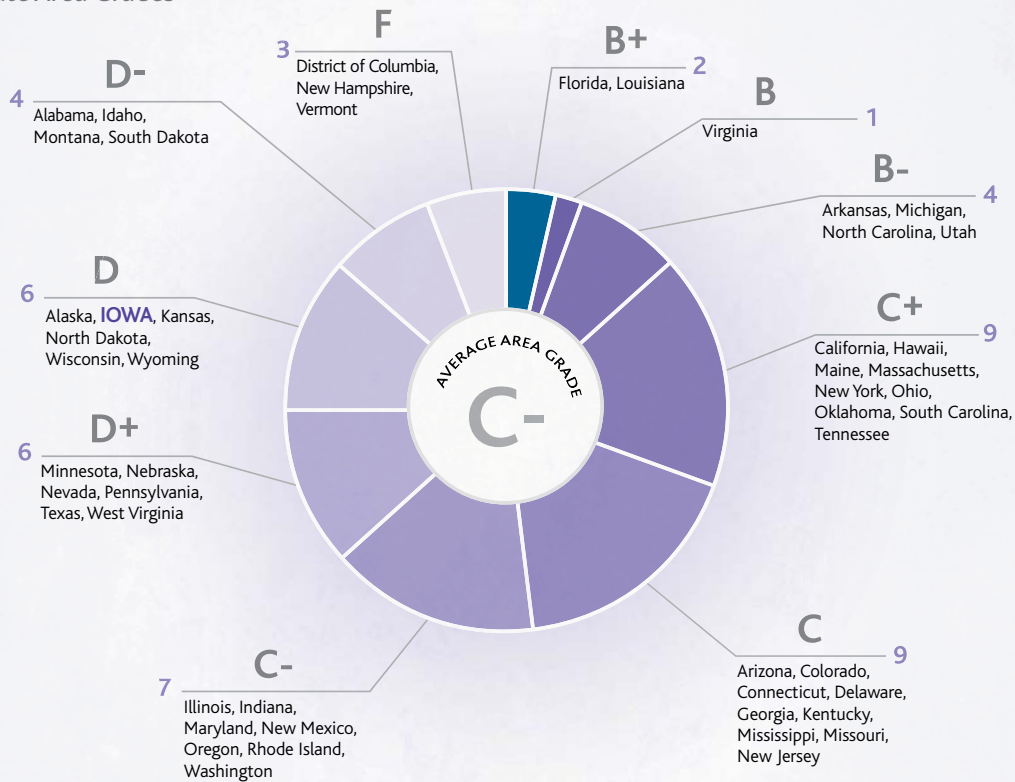 F
3
District of Columbia,
New Hampshire,
Vermont
B+
2
Florida, Louisiana
B
1
Virginia
B-
4
Arkansas, Michigan,
North Carolina, Utah
C+
9
California, Hawaii,
Maine, Massachusetts,
New York, Ohio,
Oklahoma, South Carolina,
Tennessee
C
9
Arizona, Colorado,
Connecticut, Delaware,
Georgia, Kentucky,
Mississippi, Missouri,
New Jersey
C-
7
Illinois, Indiana,
Maryland, New Mexico,
Oregon, Rhode Island,
Washington
D+
6
Minnesota, Nebraska,
Nevada, Pennsylvania,
Texas, West Virginia
D
6
Alaska, IOWA, Kansas,
North Dakota,
Wisconsin, Wyoming
D-
4
Alabama, Idaho,
Montana, South Dakota
AVERAGE AREA GRADE
C-